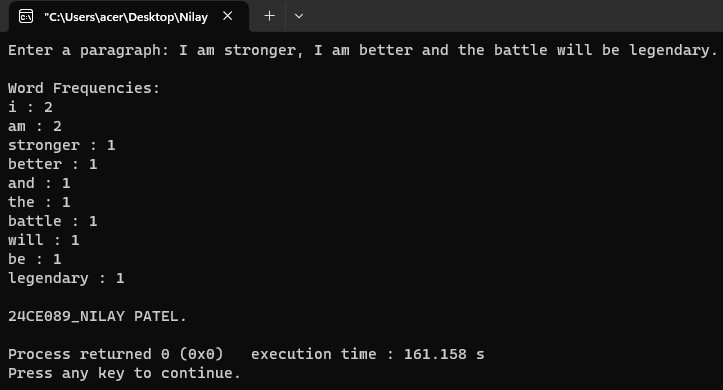 "C:\Users\acer\Desktop\Nilay
Enter a paragraph: I am stronger, I am better and the battle will be legendary.
Word Frequencies:
i : 2
am : 2
stronger : 1
better : 1
and : 1
the : 1
battle : 1
will : 1
be : 1
legendary : 1
24CE089_NILAY PATEL.
Process returned 0 (0x0)   execution time : 161.158 s
Press any key to continue.